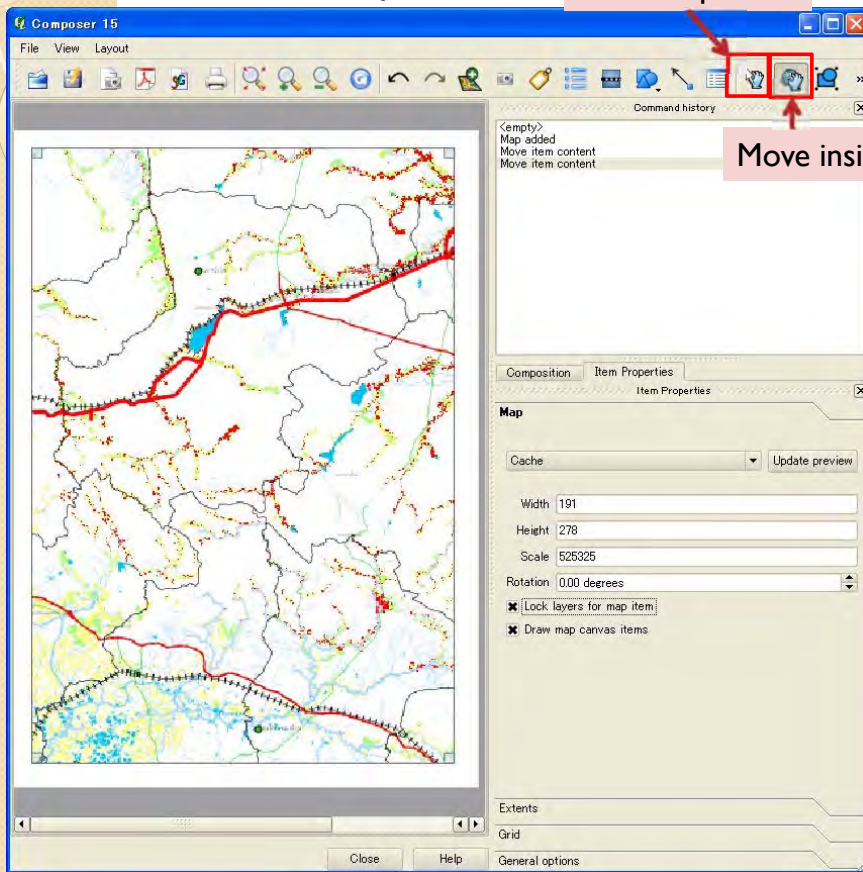 Composer 15
File View Layout
Command history
<empty>
Map added
Move item content
Move item content
Move insi
Composition Item Properties
Item Properties
Map
Cache Update preview
Width 191
Height 278
Scale 525325
Rotation 0.00 degrees
Lock layers for map item
Draw map canvas items
Extents
Grid
Close Help General options